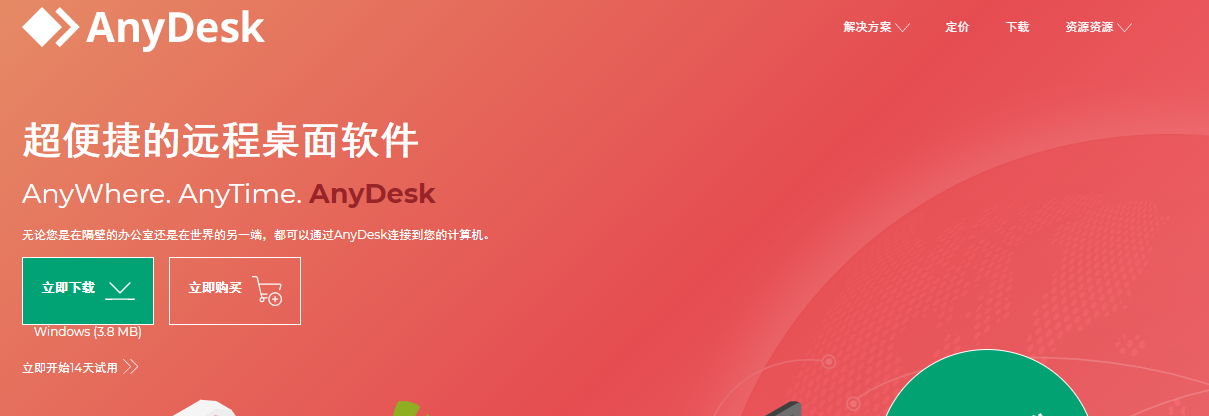 AnyDesk
解决方案
定价
下载
资源资源
超便捷的远程桌面软件
AnyWhere. AnyTime. AnyDesk
无论您是在隔壁的办公室还是在世界的另一端，都可以通过AnyDesk连接到您的计算机。
立即下载
立即购买
Windows (3.8 MB)
立即开始14天试用